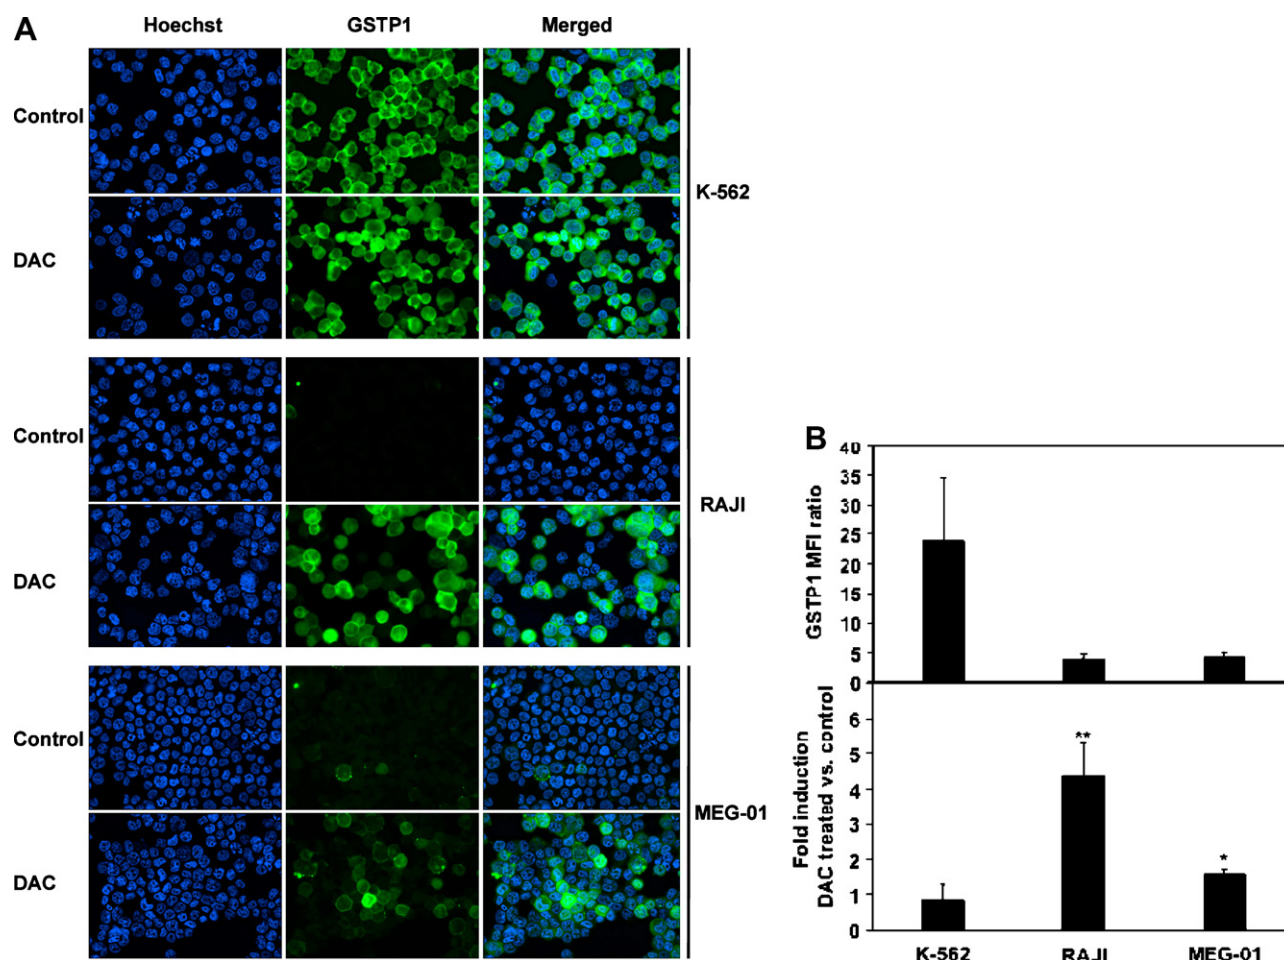 A
Hoechst GSTP1 Merged
Control
K-562
DAC
Control
RAJI
DAC
Control
MEG-01
DAC
B
GSTP1 MFI ratio
40
35
30
25
20
15
10
5
0
Fold induction
DAC treated vs. control
6
5
4
3
2
1
0
**
*
K-562 RAJI MEG-01